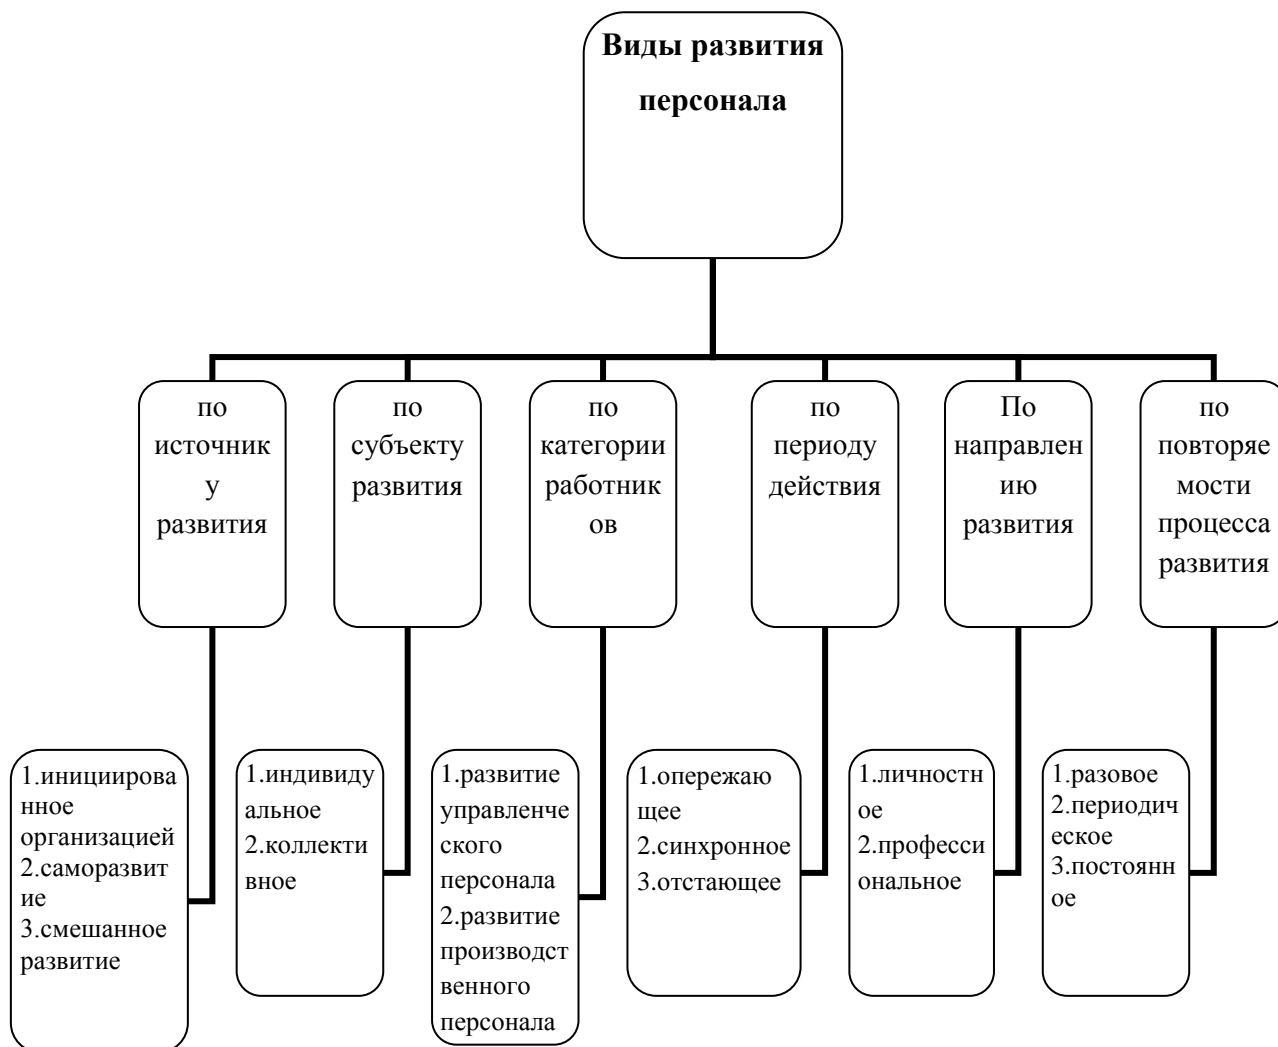 Виды развития
персонала
по
источник
у
развития
по
субъекту
развития
по
категории
работник
ов
по
периоду
действия
По
направлен
ию
развития
по
повторяе
мости
процесса
развития
1.иницииров
анное
организацией
2.саморазвит
ие
3.смешанное
развитие
1.индивиду
альное
2.коллекти
вное
1.развитие
управленче
ского
персонала
2.развитие
производст
венного
персонала
1.опережаю
щее
2.синхронное
3.отстающее
1.личностн
ое
2.професси
ональное
1.разовое
2.периодич
еское
3.постоянн
ое